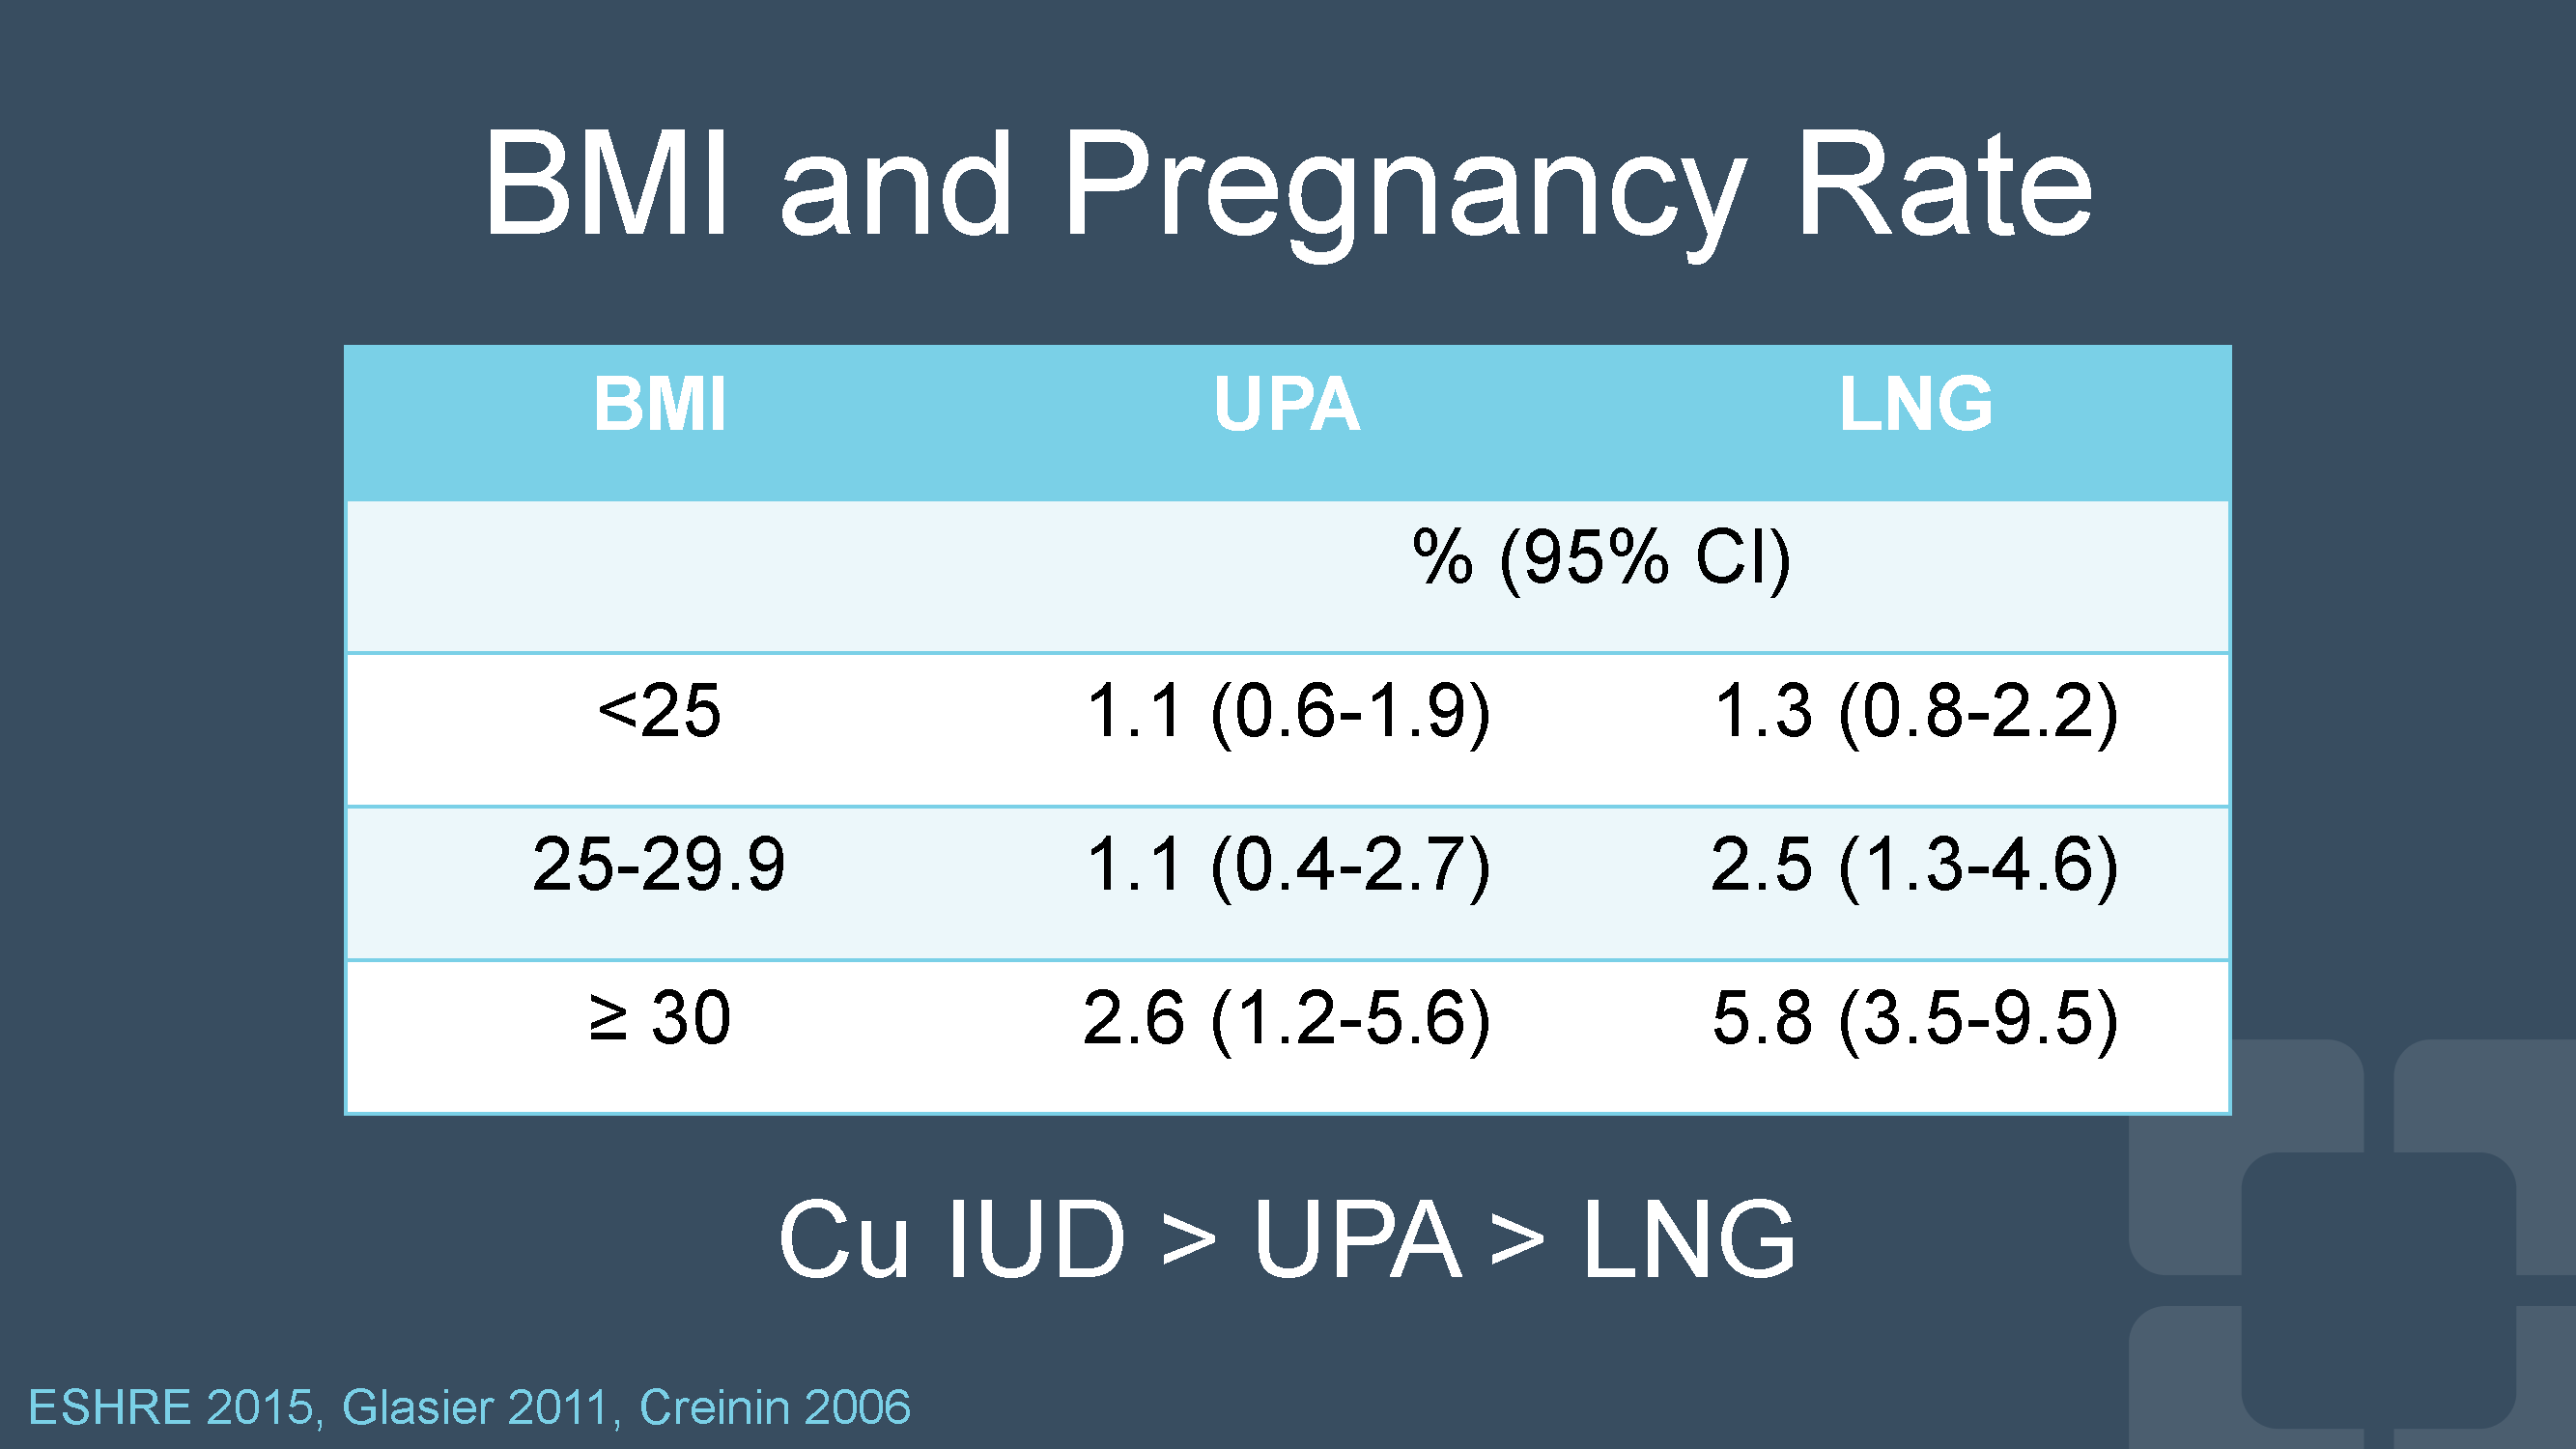 BMI and Pregnancy Rate
BMI UPA LNG
% (95% CI)
<25 1.1 (0.6-1.9) 1.3 (0.8-2.2)
25-29.9 1.1 (0.4-2.7) 2.5 (1.3-4.6)
≥ 30 2.6 (1.2-5.6) 5.8 (3.5-9.5)
Cu IUD > UPA > LNG
ESHRE 2015, Glasier 2011, Creinin 2006